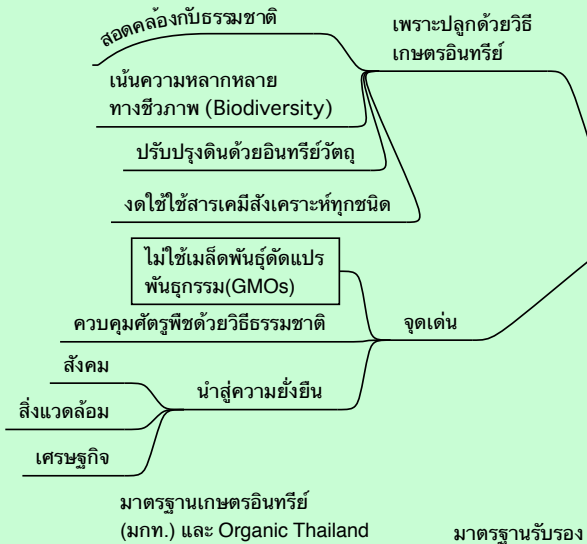 สอดคล้องกับธรรมชาติ
เพราะปลูกด้วยวิธี
เกษตรอินทรีย์
เน้นความหลากหลาย
ทางชีวภาพ (Biodiversity)
ปรับปรุงดินด้วยอินทรีย์วัตถุ
งดใช้ใช้สารเคมีสังเคราะห์ทุกชนิด
ไม่ใช้เมล็ดพันธุ์ดัดแปร
พันธุกรรม(GMOs)
ควบคุมศัตรูพืชด้วยวิธีธรรมชาติ
จุดเด่น
สังคม
นำสู่ความยั่งยืน
สิ่งแวดล้อม
เศรษฐกิจ
มาตรฐานเกษตรอินทรีย์
(มกท.) และ Organic Thailand
มาตรฐานรับรอง